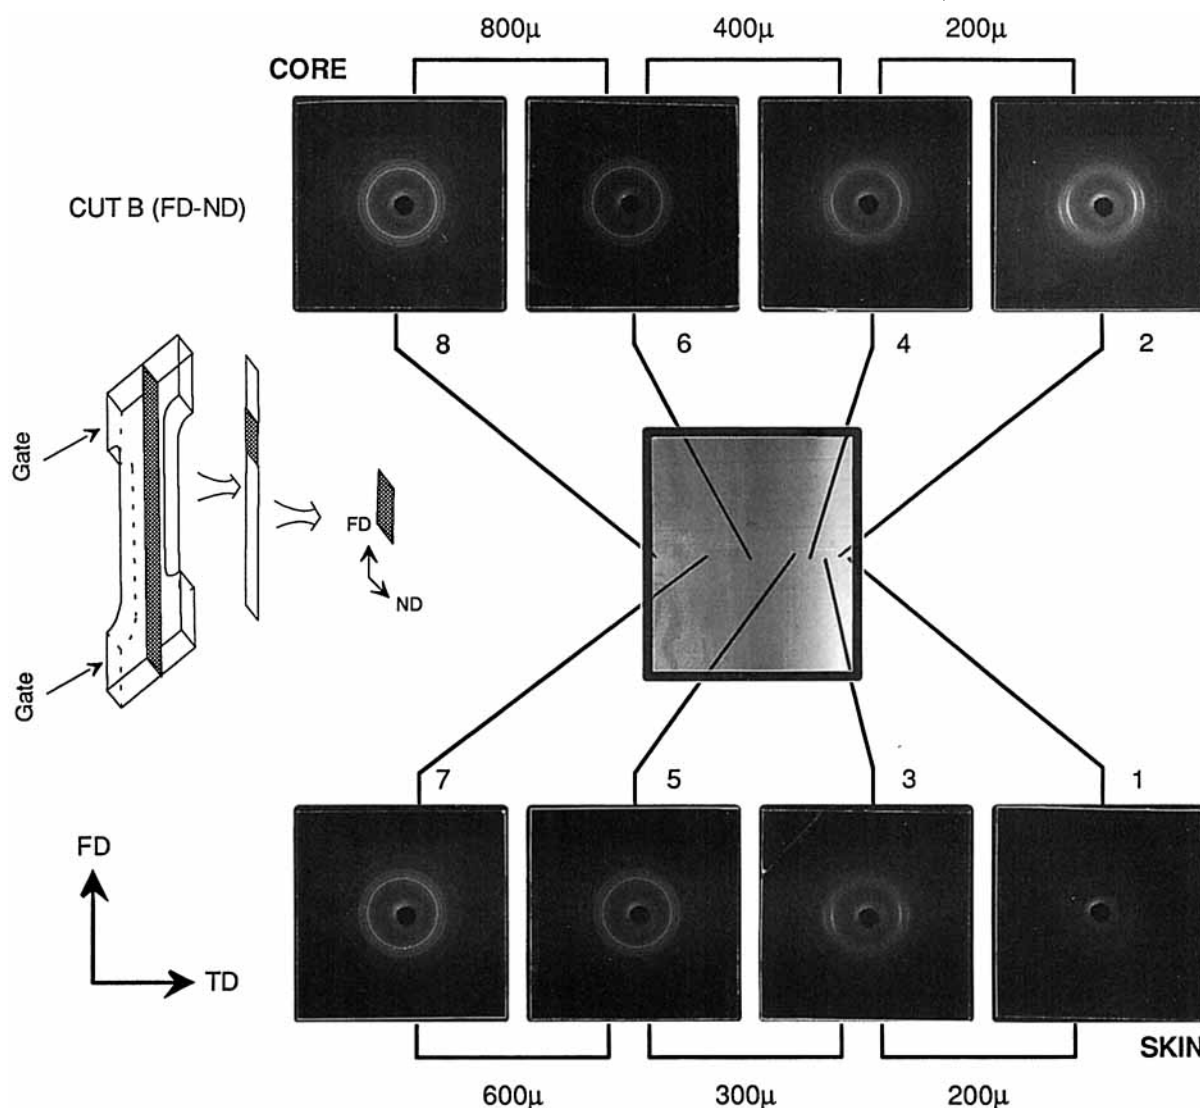 800μ
400μ
200μ
CORE
CUT B (FD-ND)
8
6
4
2
Gate
FD
ND
Gate
7
5
3
1
FD
TD
SKIN
600μ
300μ
200μ